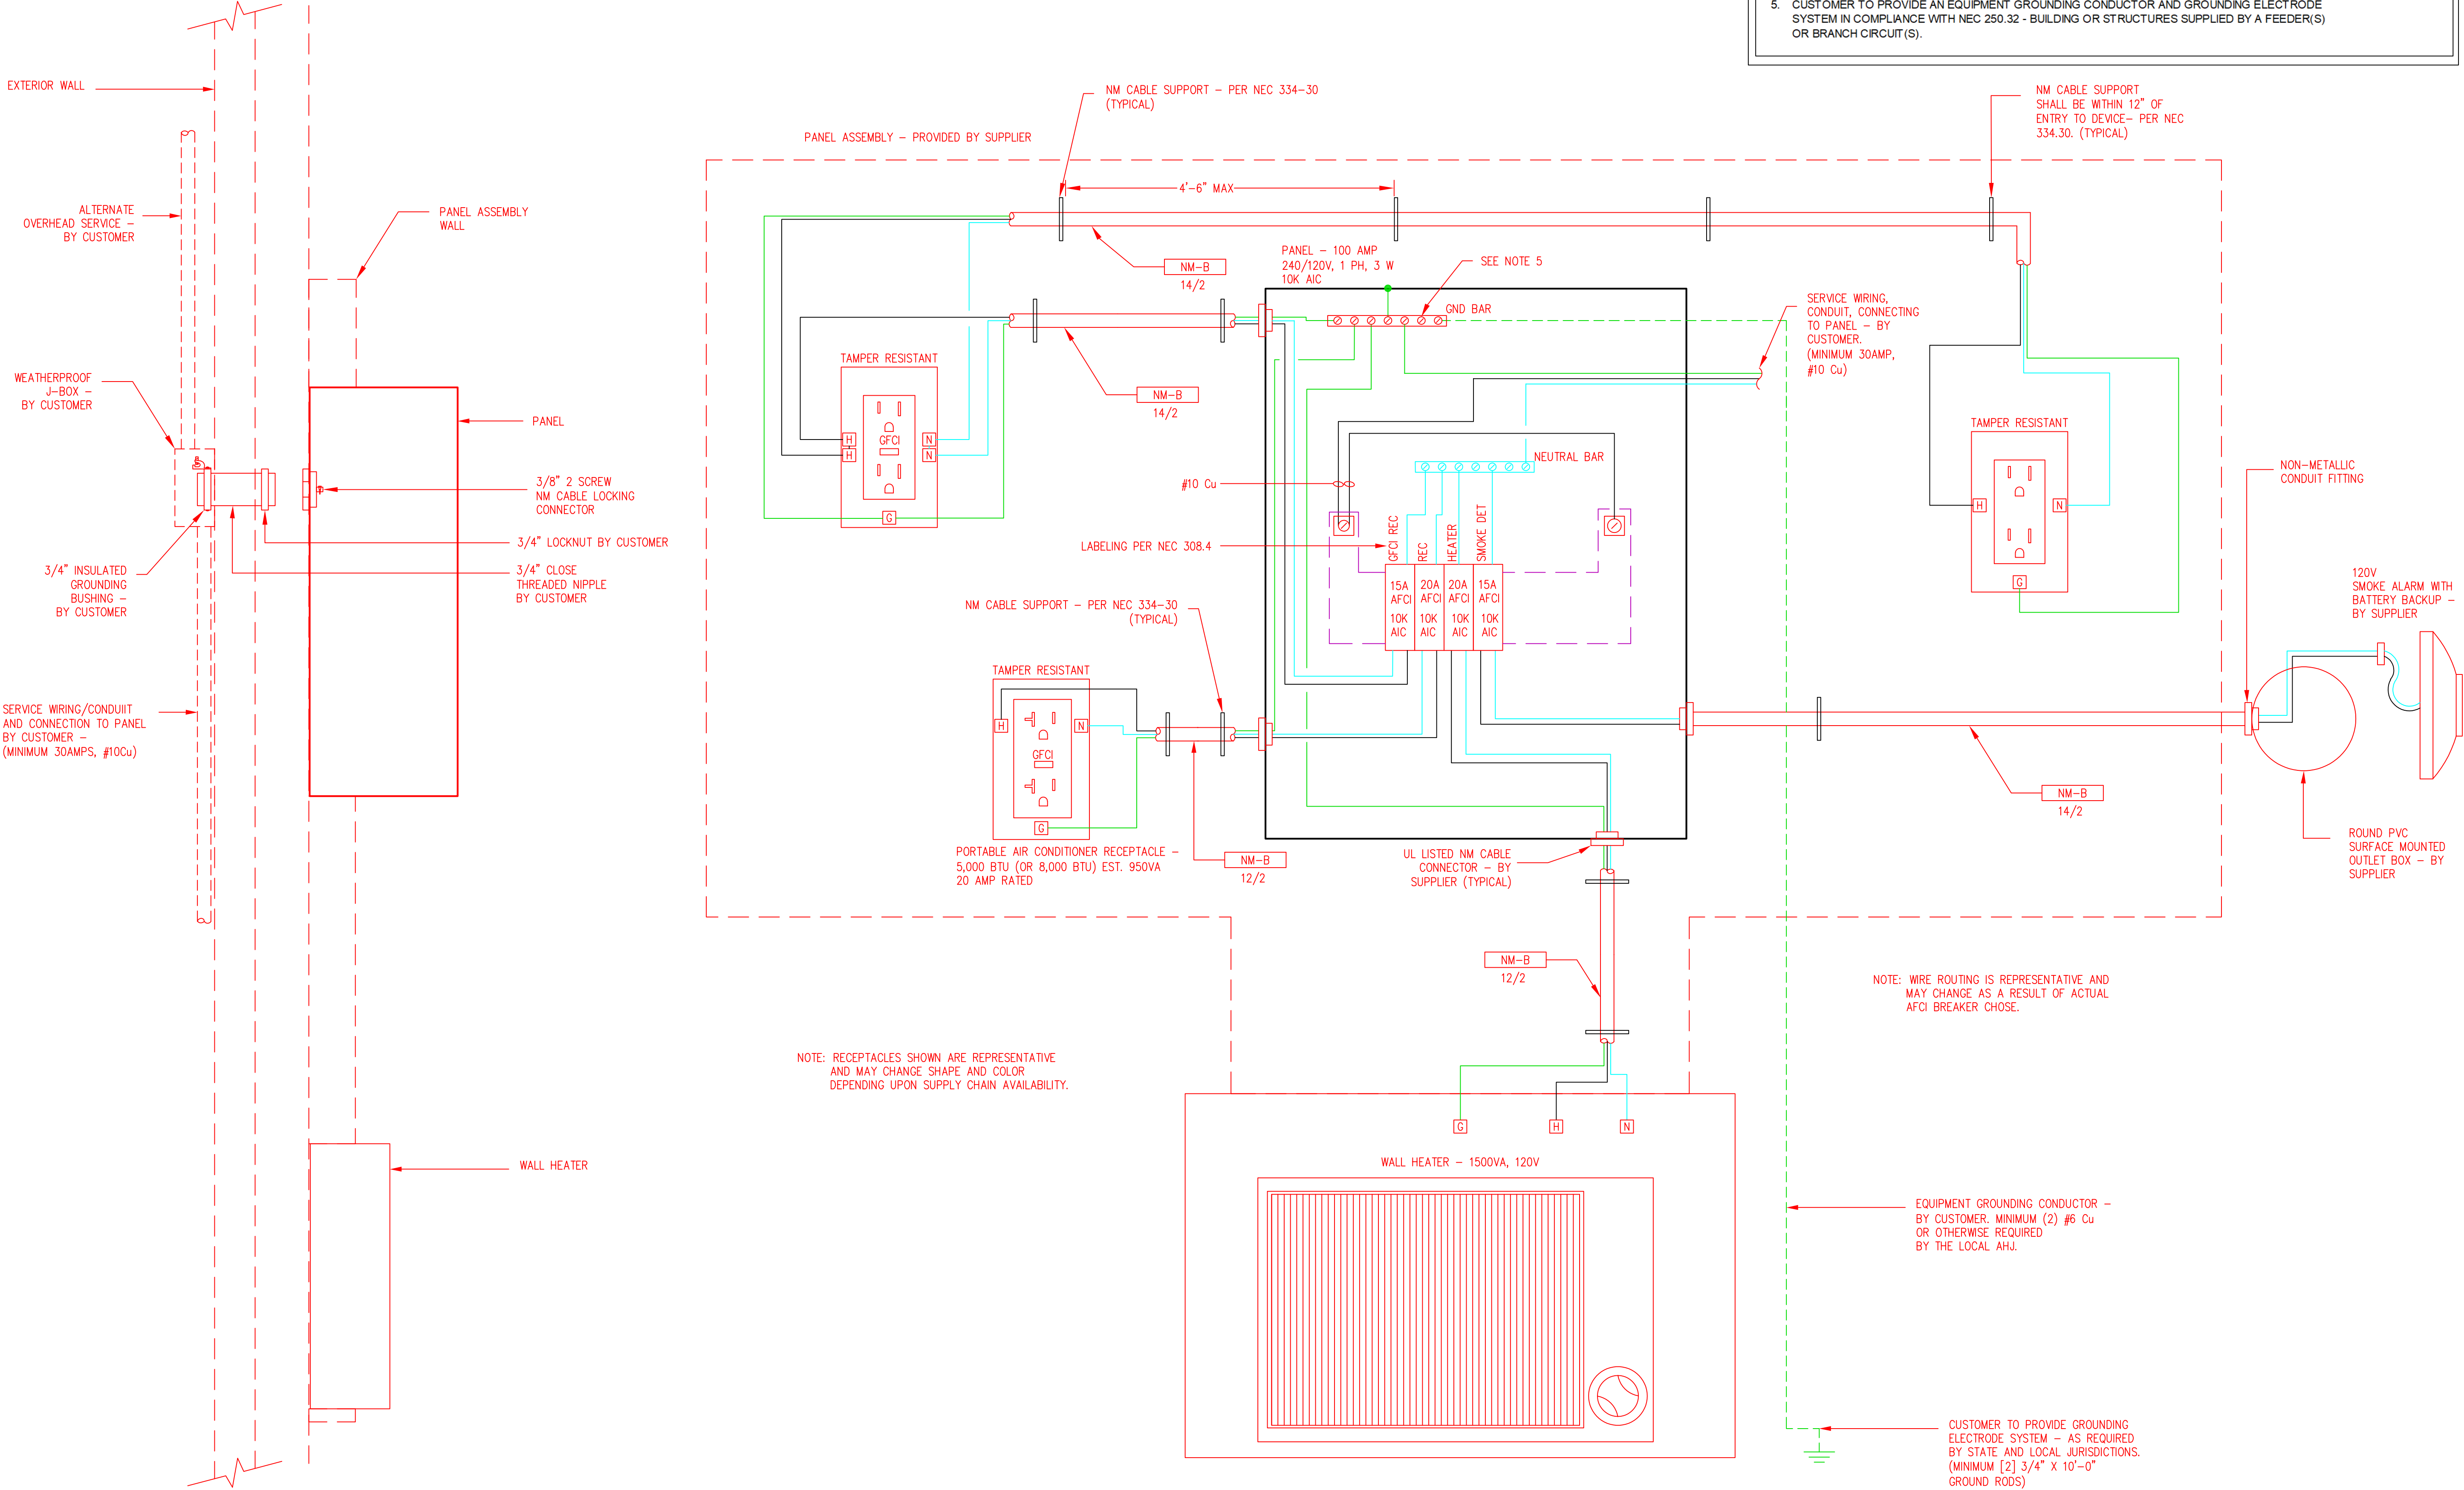 5. CUSTOMER TO PROVIDE AN EQUIPMENT GROUNDING CONDUCTOR AND GROUNDING ELECTRODE
SYSTEM IN COMPLIANCE WITH NEC 250.32 - BUILDING OR STRUCTURES SUPPLIED BY A FEEDER(S)
OR BRANCH CIRCUIT(S).
EXTERIOR WALL
ALTERNATE
OVERHEAD SERVICE -
BY CUSTOMER
PANEL ASSEMBLY
WALL
WEATHERPROOF
J-BOX -
BY CUSTOMER
PANEL
3/8" 2 SCREW
NM CABLE LOCKING
CONNECTOR
3/4" LOCKNUT BY CUSTOMER
3/4" INSULATED
GROUNDING
BUSHING -
BY CUSTOMER
3/4" CLOSE
THREADED NIPPLE
BY CUSTOMER
SERVICE WIRING/CONDUIIT
AND CONNECTION TO PANEL
BY CUSTOMER -
(MINIMUM 30AMPS, #10Cu)
WALL HEATER
NM CABLE SUPPORT - PER NEC 334-30
(TYPICAL)
PANEL ASSEMBLY - PROVIDED BY SUPPLIER
NM CABLE SUPPORT
SHALL BE WITHIN 12" OF
ENTRY TO DEVICE- PER NEC
334.30. (TYPICAL)
4'-6" MAX
NM-B
14/2
PANEL - 100 AMP
240/120V, 1 PH, 3 W
10K AIC
SEE NOTE 5
GND BAR
SERVICE WIRING,
CONDUIT, CONNECTING
TO PANEL - BY
CUSTOMER.
(MINIMUM 30AMP,
#10 Cu)
TAMPER RESISTANT
H
H
GFCI
N
N
G
NM-B
14/2
TAMPER RESISTANT
H
N
G
NEUTRAL BAR
#10 Cu
NON-METALLIC
CONDUIT FITTING
LABELING PER NEC 308.4
GFCI REC
REC
HEATER
SMOKE DET
15A
AFCI
10K
AIC
20A
AFCI
10K
AIC
20A
AFCI
10K
AIC
15A
AFCI
10K
AIC
120V
SMOKE ALARM WITH
BATTERY BACKUP -
BY SUPPLIER
NM CABLE SUPPORT - PER NEC 334-30
(TYPICAL)
TAMPER RESISTANT
H
N
GFCI
G
PORTABLE AIR CONDITIONER RECEPTACLE -
5,000 BTU (OR 8,000 BTU) EST. 950VA
20 AMP RATED
NM-B
12/2
UL LISTED NM CABLE
CONNECTOR - BY
SUPPLIER (TYPICAL)
NM-B
14/2
ROUND PVC
SURFACE MOUNTED
OUTLET BOX - BY
SUPPLIER
NM-B
12/2
NOTE: WIRE ROUTING IS REPRESENTATIVE AND
MAY CHANGE AS A RESULT OF ACTUAL
AFCI BREAKER CHOSE.
NOTE: RECEPTACLES SHOWN ARE REPRESENTATIVE
AND MAY CHANGE SHAPE AND COLOR
DEPENDING UPON SUPPLY CHAIN AVAILABILITY.
G
H
N
WALL HEATER - 1500VA, 120V
EQUIPMENT GROUNDING CONDUCTOR -
BY CUSTOMER. MINIMUM (2) #6 Cu
OR OTHERWISE REQUIRED
BY THE LOCAL AHJ.
CUSTOMER TO PROVIDE GROUNDING
ELECTRODE SYSTEM - AS REQUIRED
BY STATE AND LOCAL JURISDICTIONS.
(MINIMUM [2] 3/4" X 10'-0"
GROUND RODS)